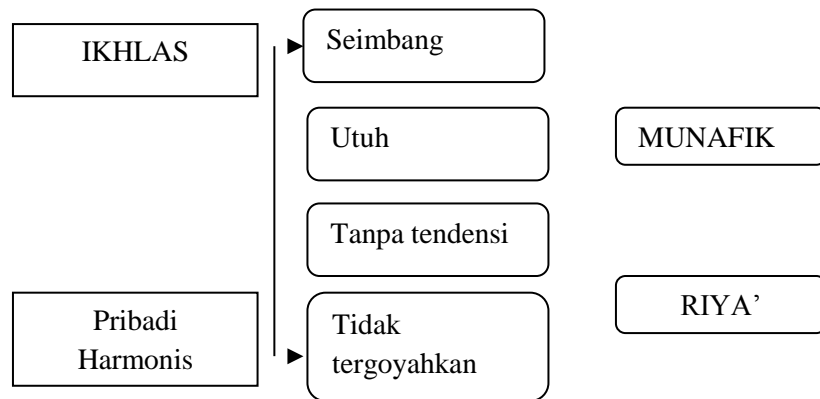 IKHLAS
Seimbang
Utuh
MUNAFIK
Tanpa tendensi
RIYA’
Pribadi
Harmonis
Tidak
tergoyahkan